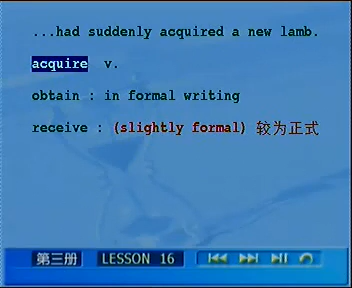 ...had suddenly acquired a new lamb.
acquire v.
obtain : in formal writing
receive : (slightly formal) 较为正式
第三册 LESSON 16